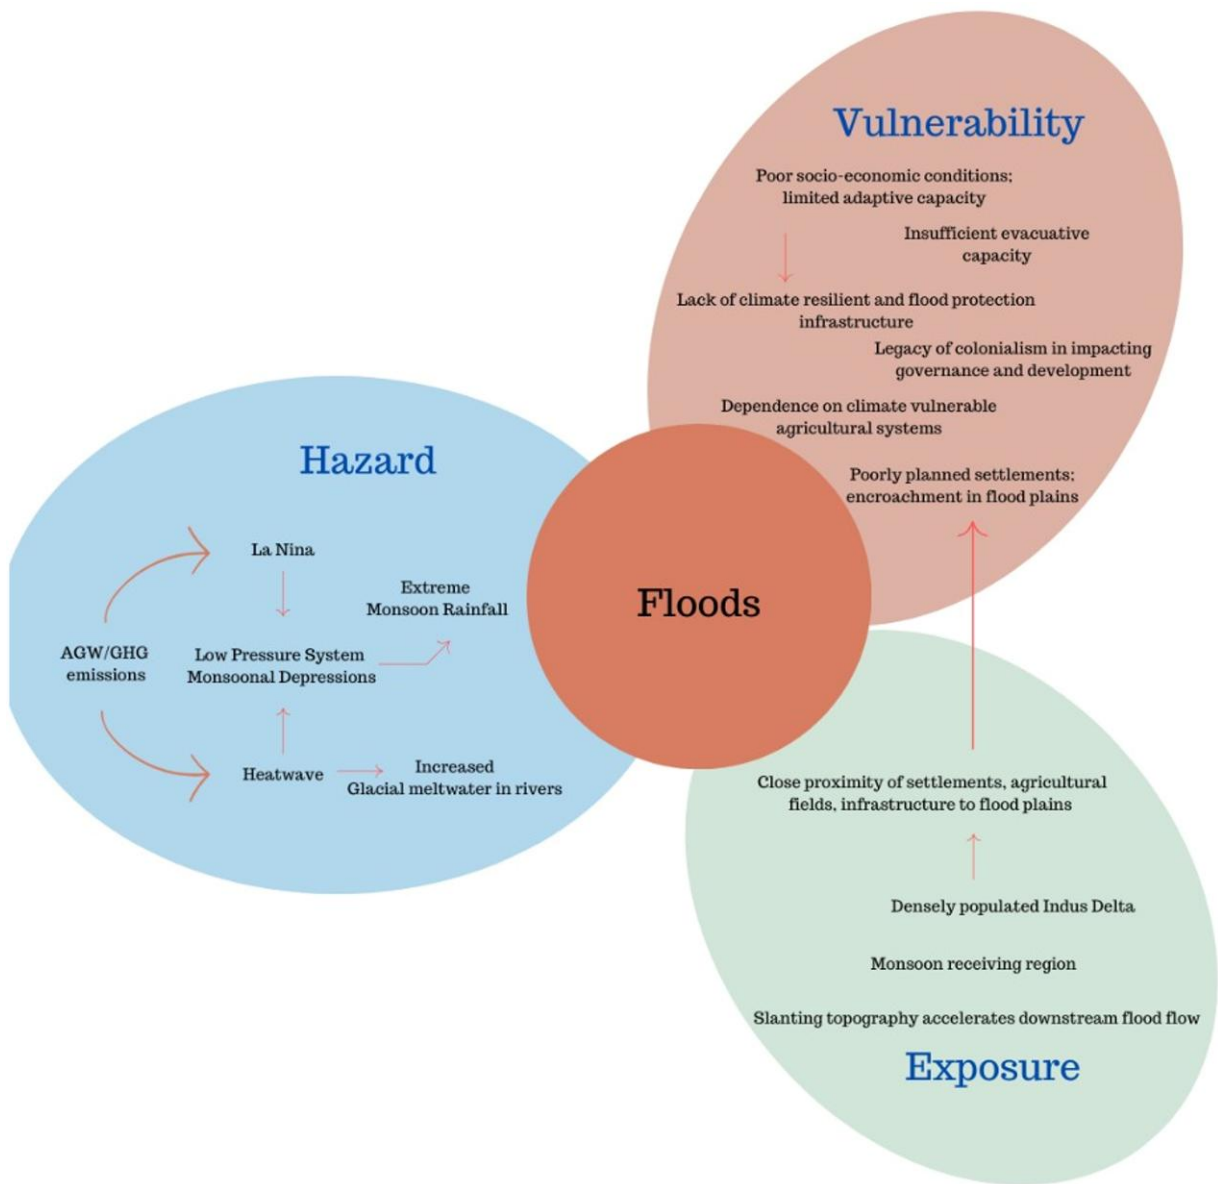 Vulnerability
Poor socio-economic conditions;
limited adaptive capacity
Insufficient evacuative
capacity
Lack of climate resilient and flood protection
infrastructure
Legacy of colonialism in impacting
governance and development
Dependence on climate vulnerable
agricultural systems
Poorly planned settlements;
encroachment in flood plains
Hazard
La Nina
Extreme
Monsoon Rainfall
AGW/GHG
emissions
Low Pressure System
Monsoonal Depressions
Heatwave
Increased
Glacial meltwater in rivers
Floods
Close proximity of settlements, agricultural
fields, infrastructure to flood plains
Densely populated Indus Delta
Monsoon receiving region
Slanting topography accelerates downstream flood flow
Exposure